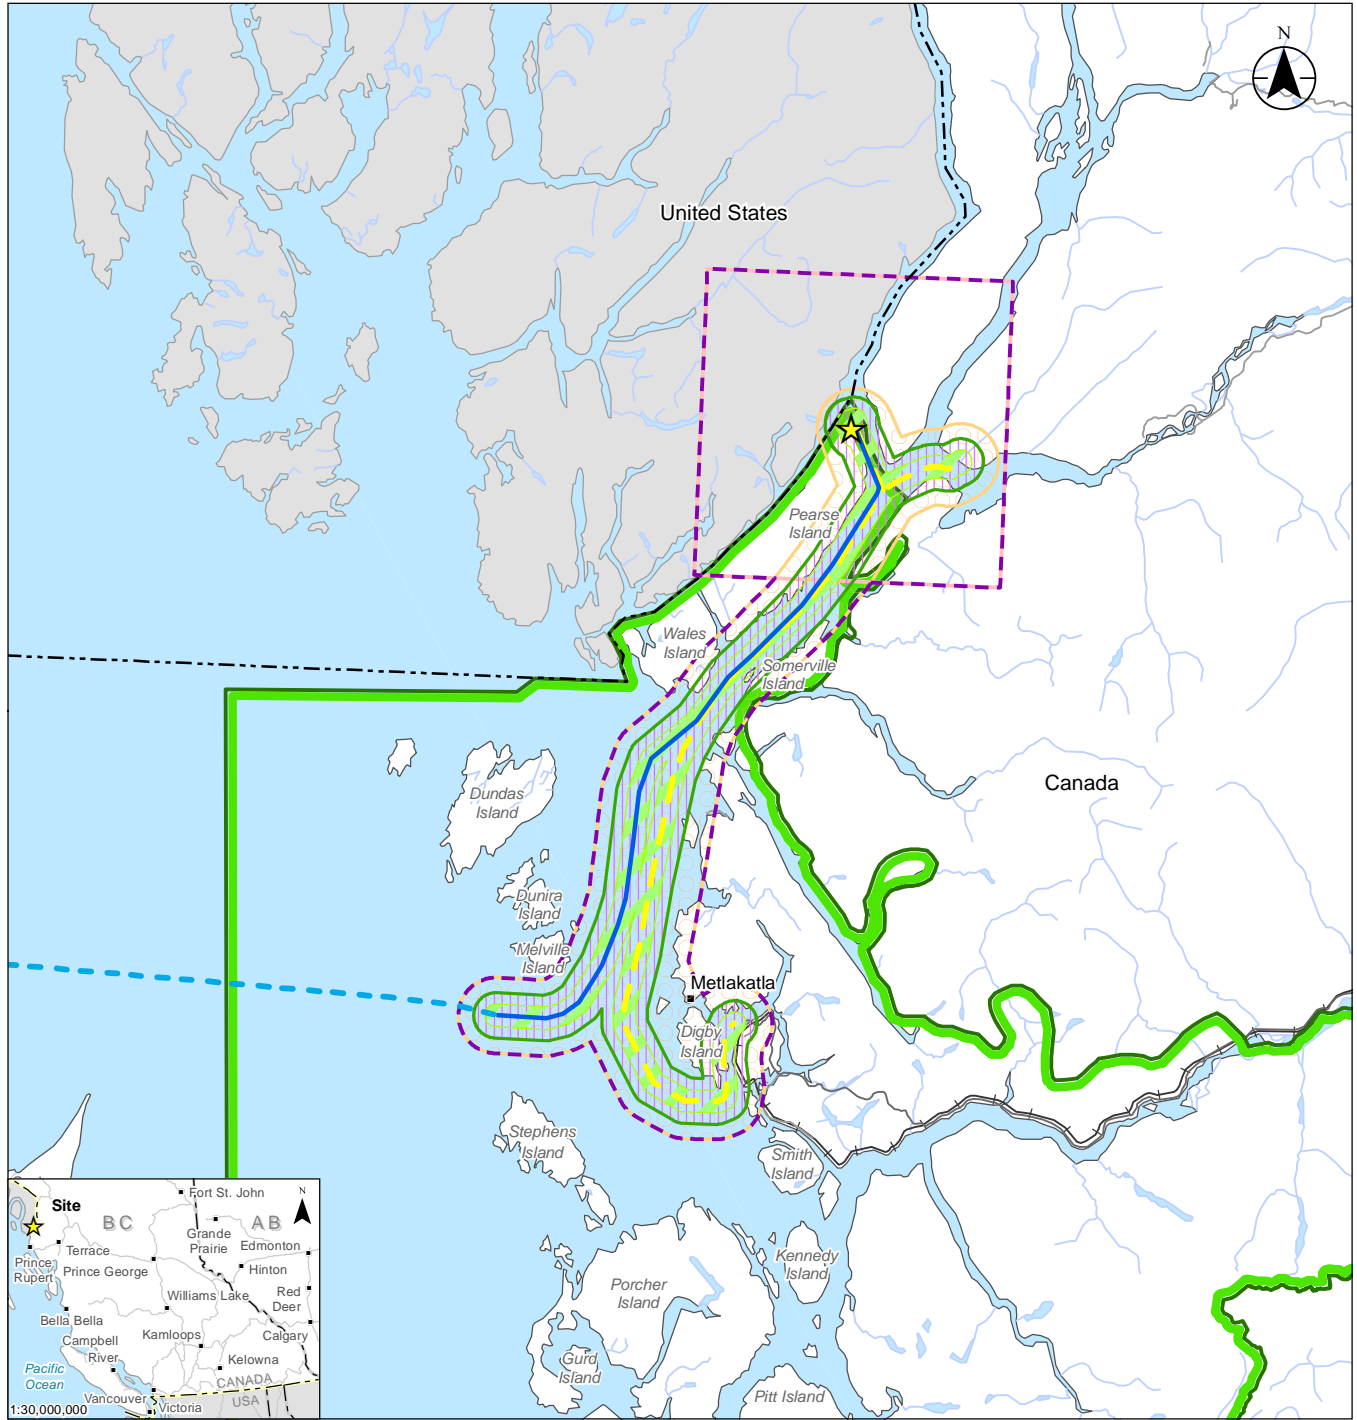 N
United States
Pearse
Island
Wales
Island
Somerville
Island
Canada
Dundas
Island
Dunira
Island
Melville
Island
Metlakatla
Digby
Island
Stephens
Island
Smith
Island
Kennedy
Island
Porcher
Island
Gurd
Island
Pitt Island
N
Site
Fort St. John
BC
AB
Grande
Prairie
Edmonton
Terrace
Prince
Rupert
Prince George
Hinton
Williams Lake
Red
Deer
Bella Bella
Campbell
River
Kamloops
Calgary
Kelowna
Pacific
Ocean
CANADA
USA
Vancouver
Victoria
1:30,000,000